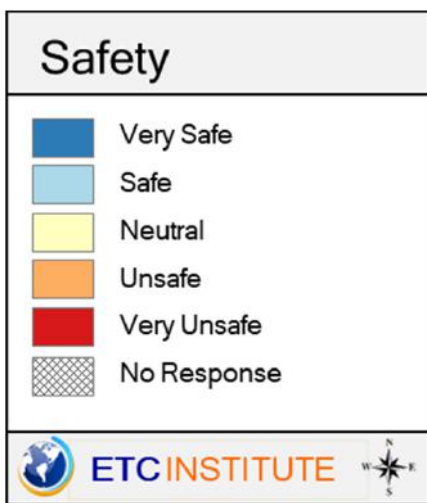 Safety
Very Safe
Safe
Neutral
Unsafe
Very Unsafe
No Response
ETC INSTITUTE
N
W E
S